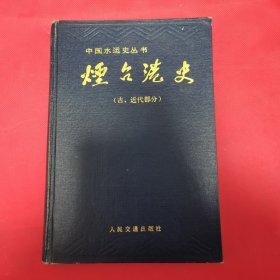 中国水运史丛书
烟台港史
（古、近代部分）
人民交通出版社